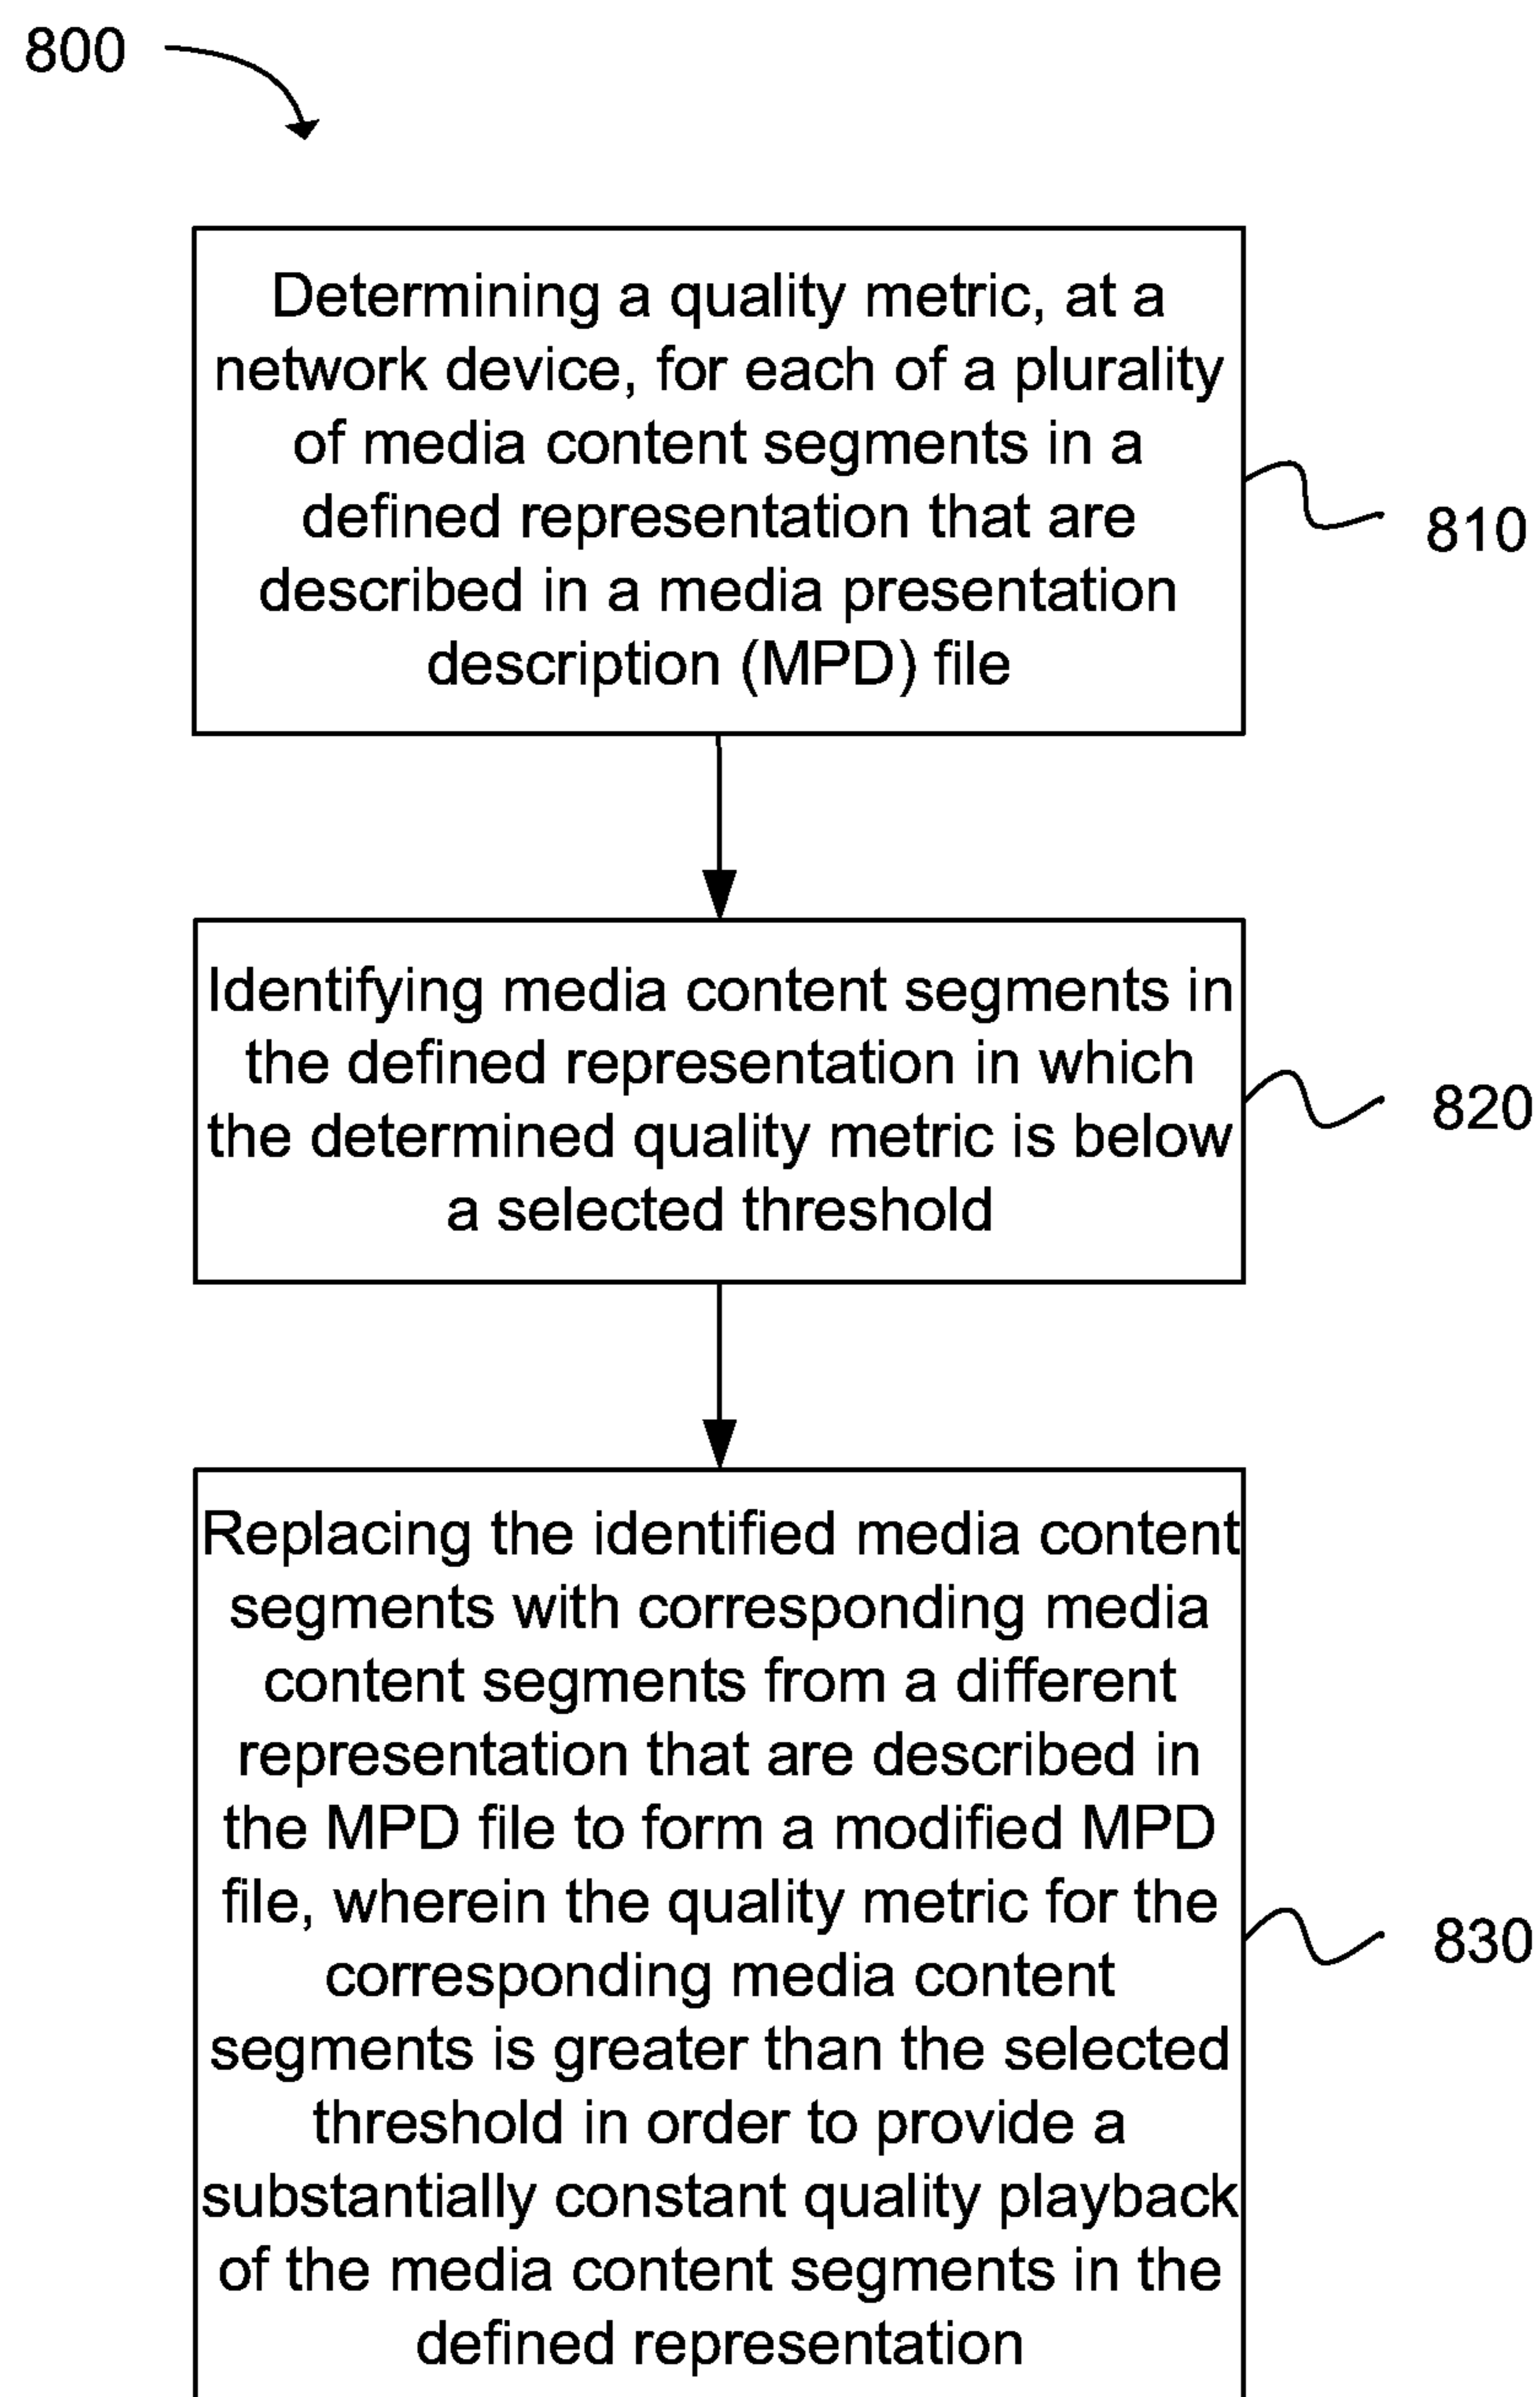 800
Determining a quality metric, at a
network device, for each of a plurality
of media content segments in a
defined representation that are
described in a media presentation
description (MPD) file
810
Identifying media content segments in
the defined representation in which
the determined quality metric is below
a selected threshold
820
Replacing the identified media content
segments with corresponding media
content segments from a different
representation that are described in
the MPD file to form a modified MPD
file, wherein the quality metric for the
corresponding media content
segments is greater than the selected
threshold in order to provide a
substantially constant quality playback
of the media content segments in the
defined representation
830